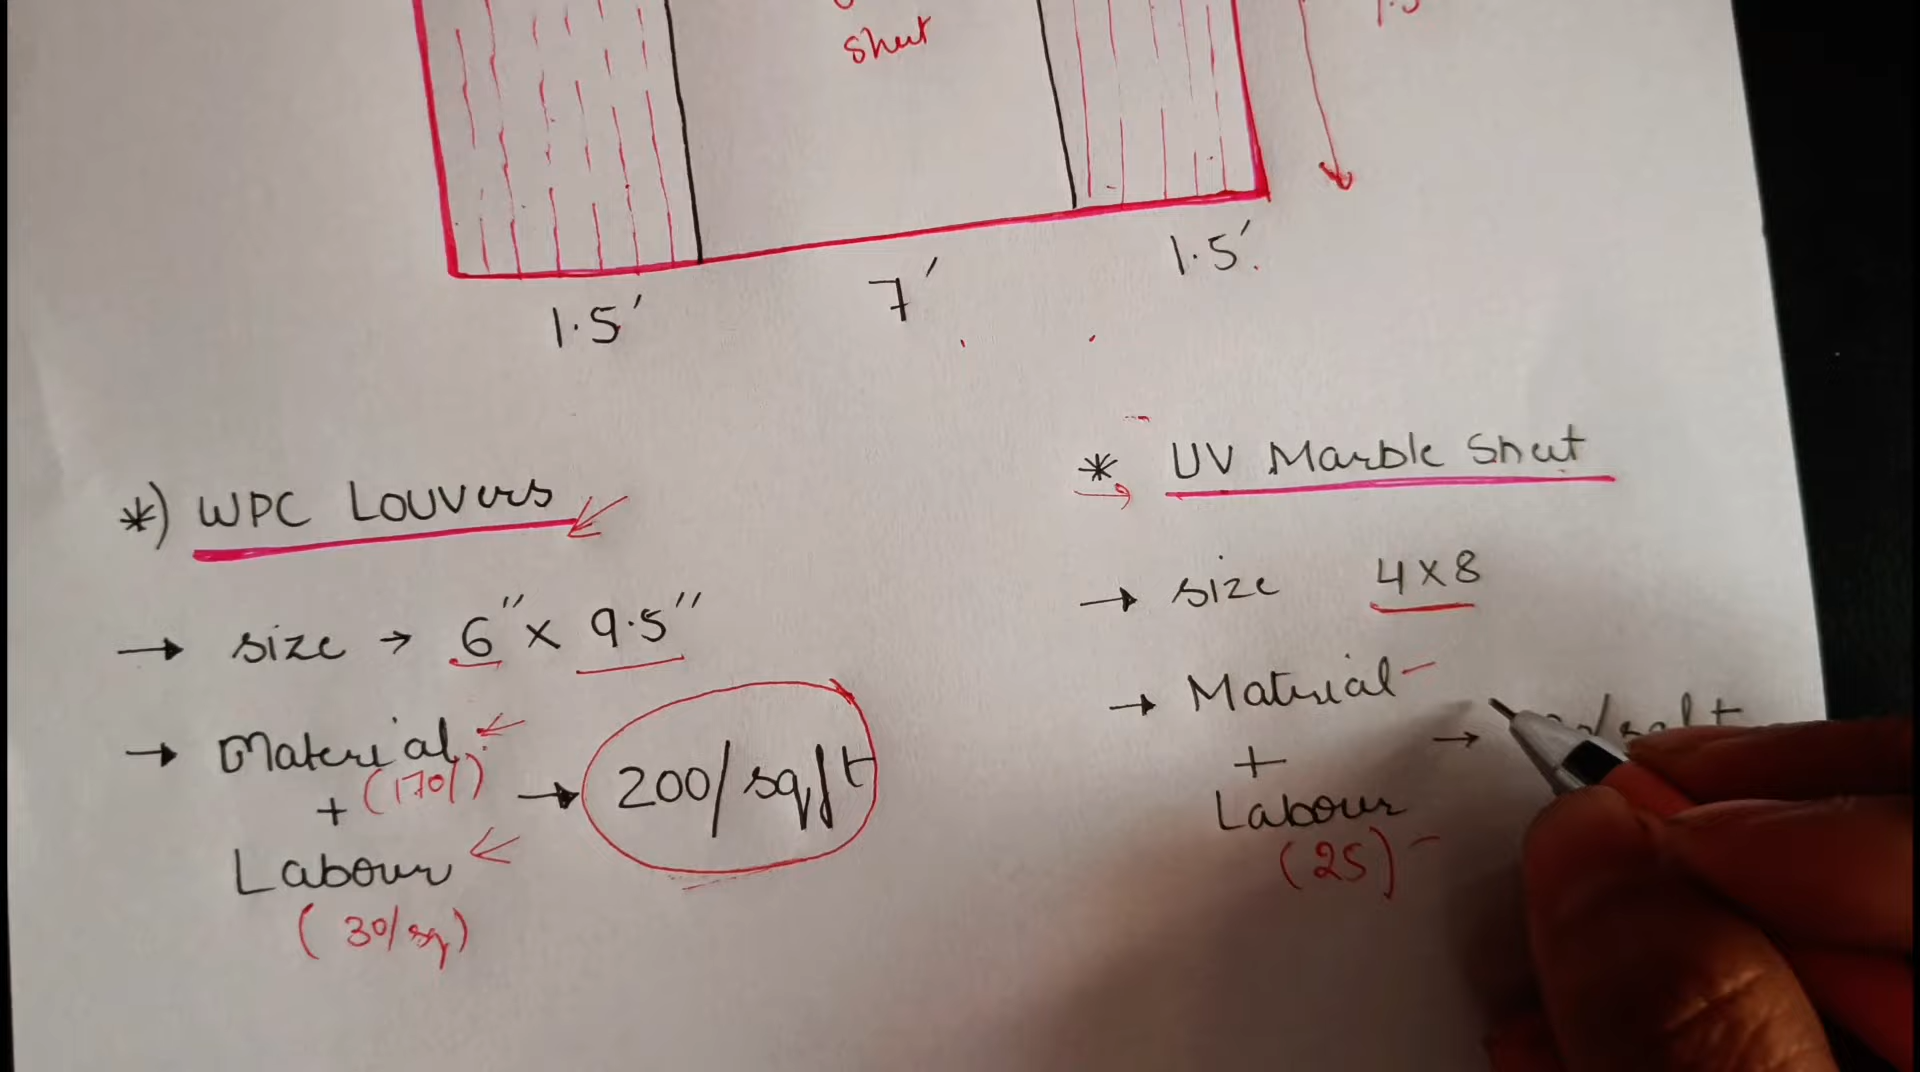 shut
1.5'
7'
1.5'
*) WPC Louvers
→ size → 6" x 9.5"
→ Material
(170/)
+
Labour
(30/sq)
→ 200/sqft
* UV Marble Shut
→ size 4x8
→ Material
+
Labour
(25)
→ /sqft